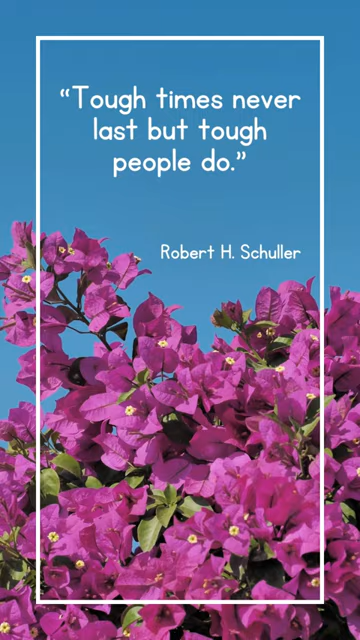 “Tough times never
last but tough
people do.”
Robert H. Schuller